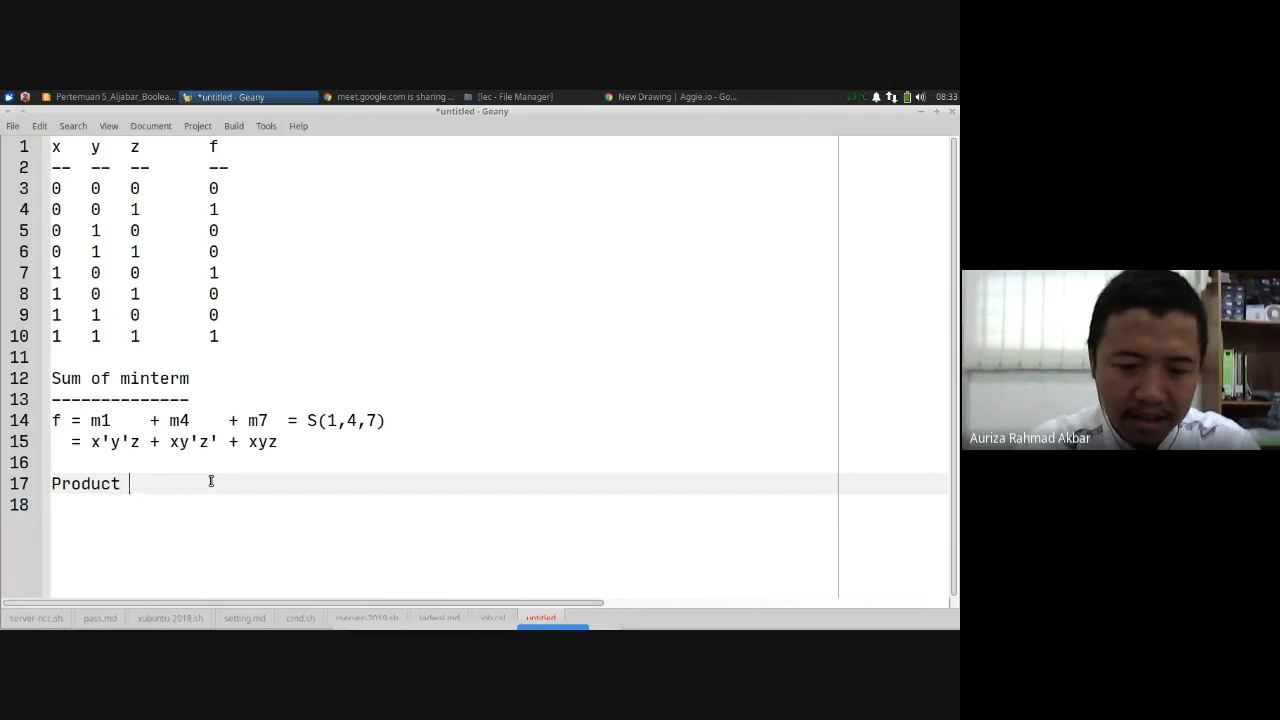 Pertemuan 5_Aljabar_Boolea... *untitled - Geany meet.google.com is sharing ... [lec - File Manager] New Drawing | Aggie.io - Go... 08:33
*untitled - Geany
File Edit Search View Document Project Build Tools Help
1 x y z f
2 -- -- -- --
3 0 0 0 0
4 0 0 1 1
5 0 1 0 0
6 0 1 1 0
7 1 0 0 1
8 1 0 1 0
9 1 1 0 0
10 1 1 1 1
11
12 Sum of minterm
13 --------------
14 f = m1 + m4 + m7 = S(1,4,7)
15 = x'y'z + xy'z' + xyz
16
17 Product
18
Auriza Rahmad Akbar
server-ncc.sh pass.md xubuntu-2018.sh setting.md cmd.sh rserver-2019.sh jadwal.md untitled